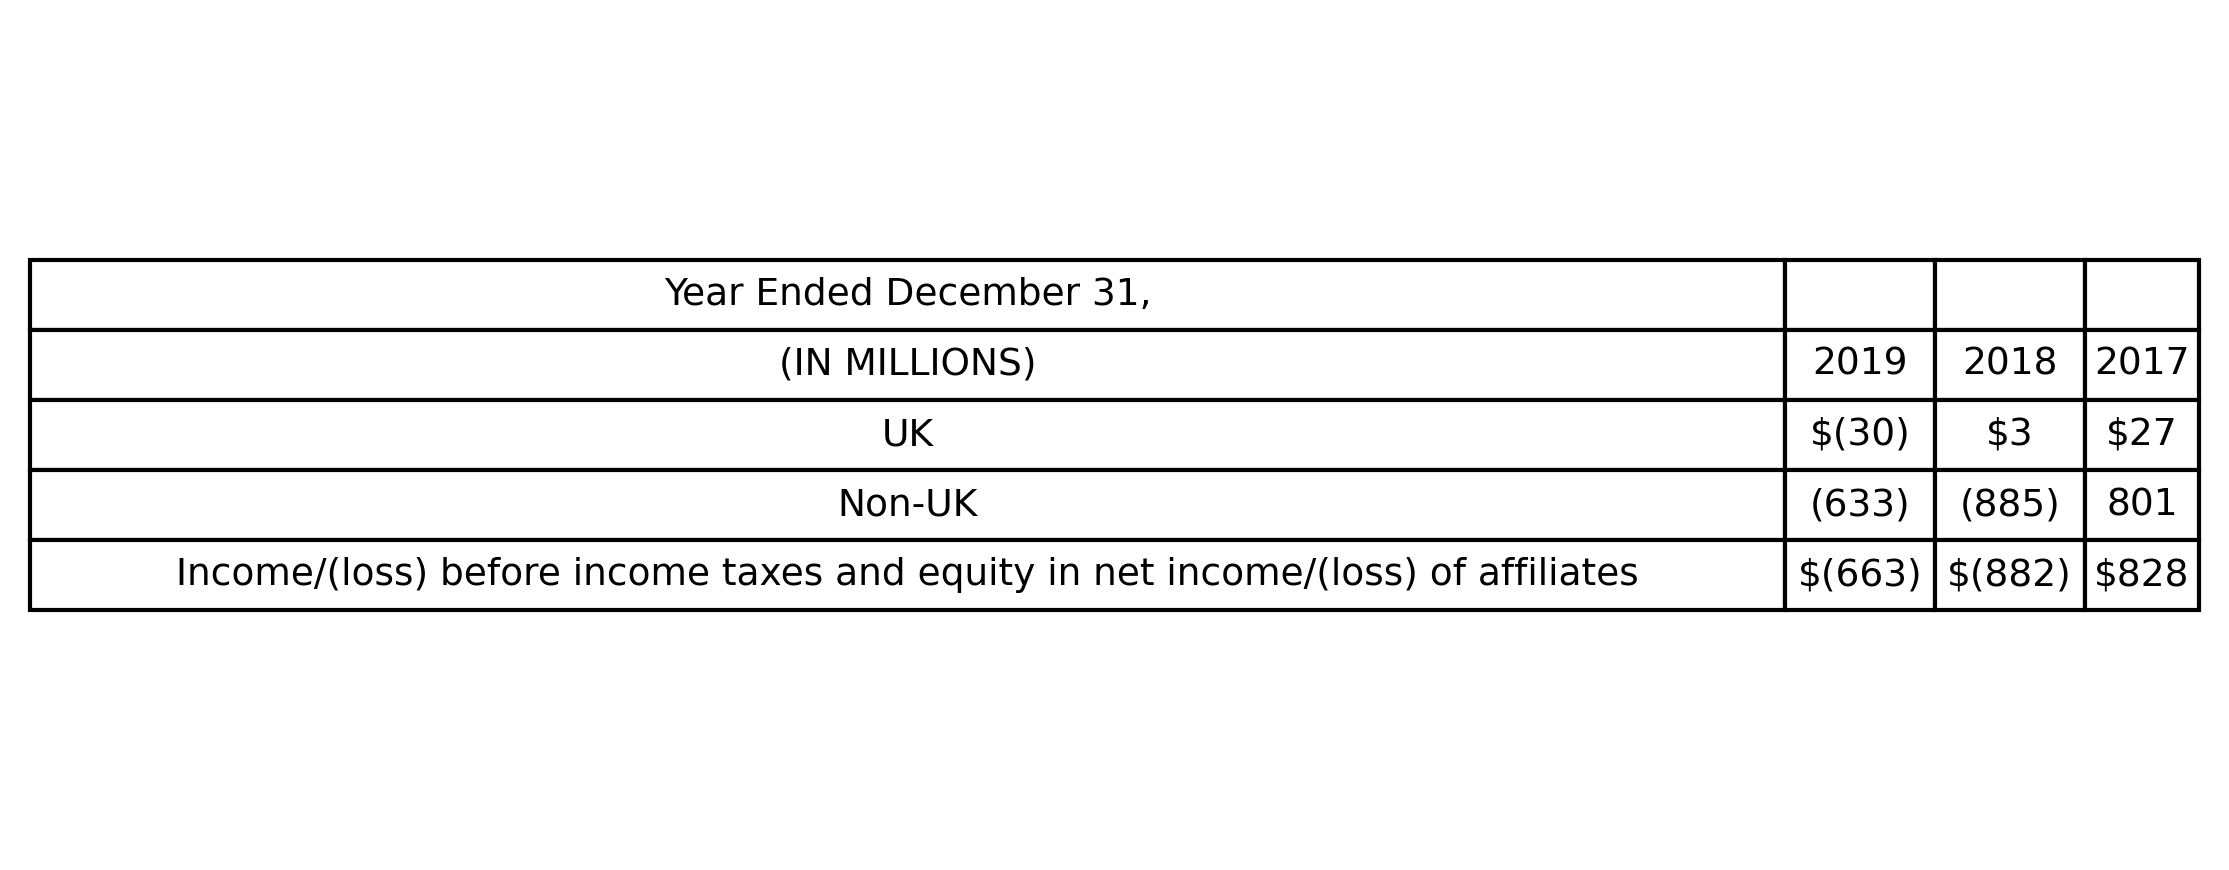 Year Ended December 31,
(IN MILLIONS) 2019 2018 2017
UK $(30) $3 $27
Non-UK (633) (885) 801
Income/(loss) before income taxes and equity in net income/(loss) of affiliates $(663) $(882) $828